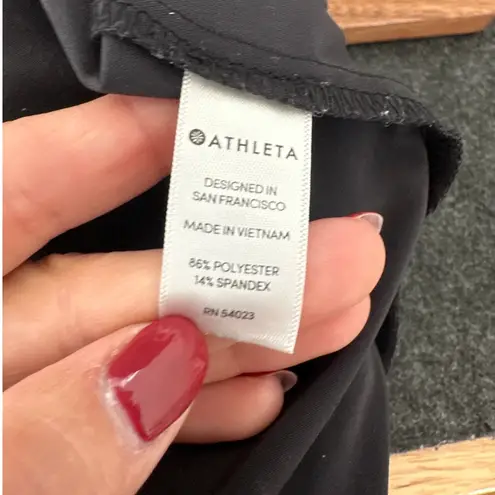 ATHLETA
DESIGNED IN
SAN FRANCISCO
MADE IN VIETNAM
86% POLYESTER
14% SPANDEX
RN 54023